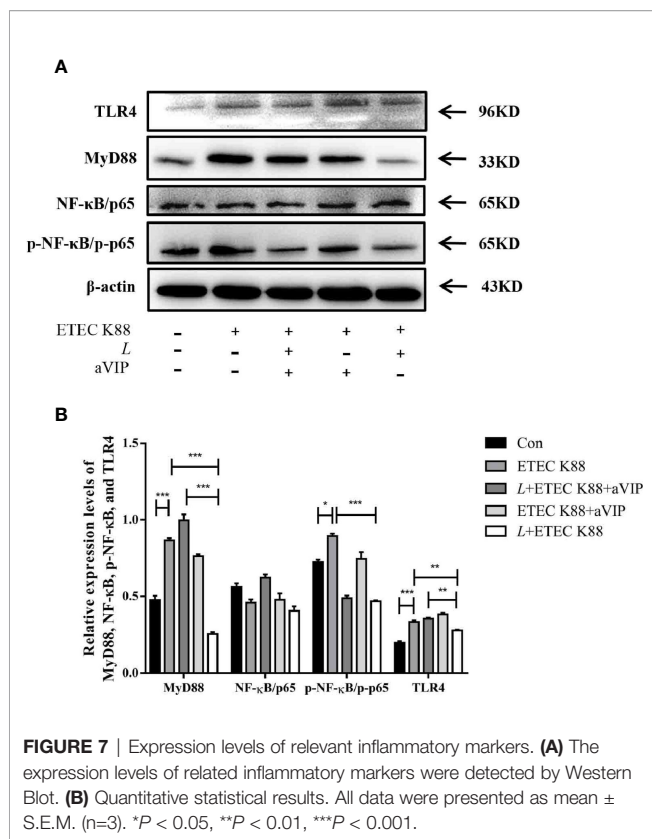 A
TLR4 96KD
MyD88 33KD
NF-κB/p65 65KD
p-NF-κB/p-p65 65KD
β-actin 43KD
ETEC K88 - + + + +
L - - + - +
aVIP - - + + -
B
Relative expression levels of
MyD88, NF-κB, p-NF-κB, and TLR4
1.5
1.0
0.5
0.0
*** *** ***
* ***
*** ** **
MyD88 NF-κB/p65 p-NF-κB/p-p65 TLR4
Con
ETEC K88
L+ETEC K88+aVIP
ETEC K88+aVIP
L+ETEC K88
FIGURE 7 | Expression levels of relevant inflammatory markers. (A) The
expression levels of related inflammatory markers were detected by Western
Blot. (B) Quantitative statistical results. All data were presented as mean ±
S.E.M. (n=3). *P < 0.05, **P < 0.01, ***P < 0.001.